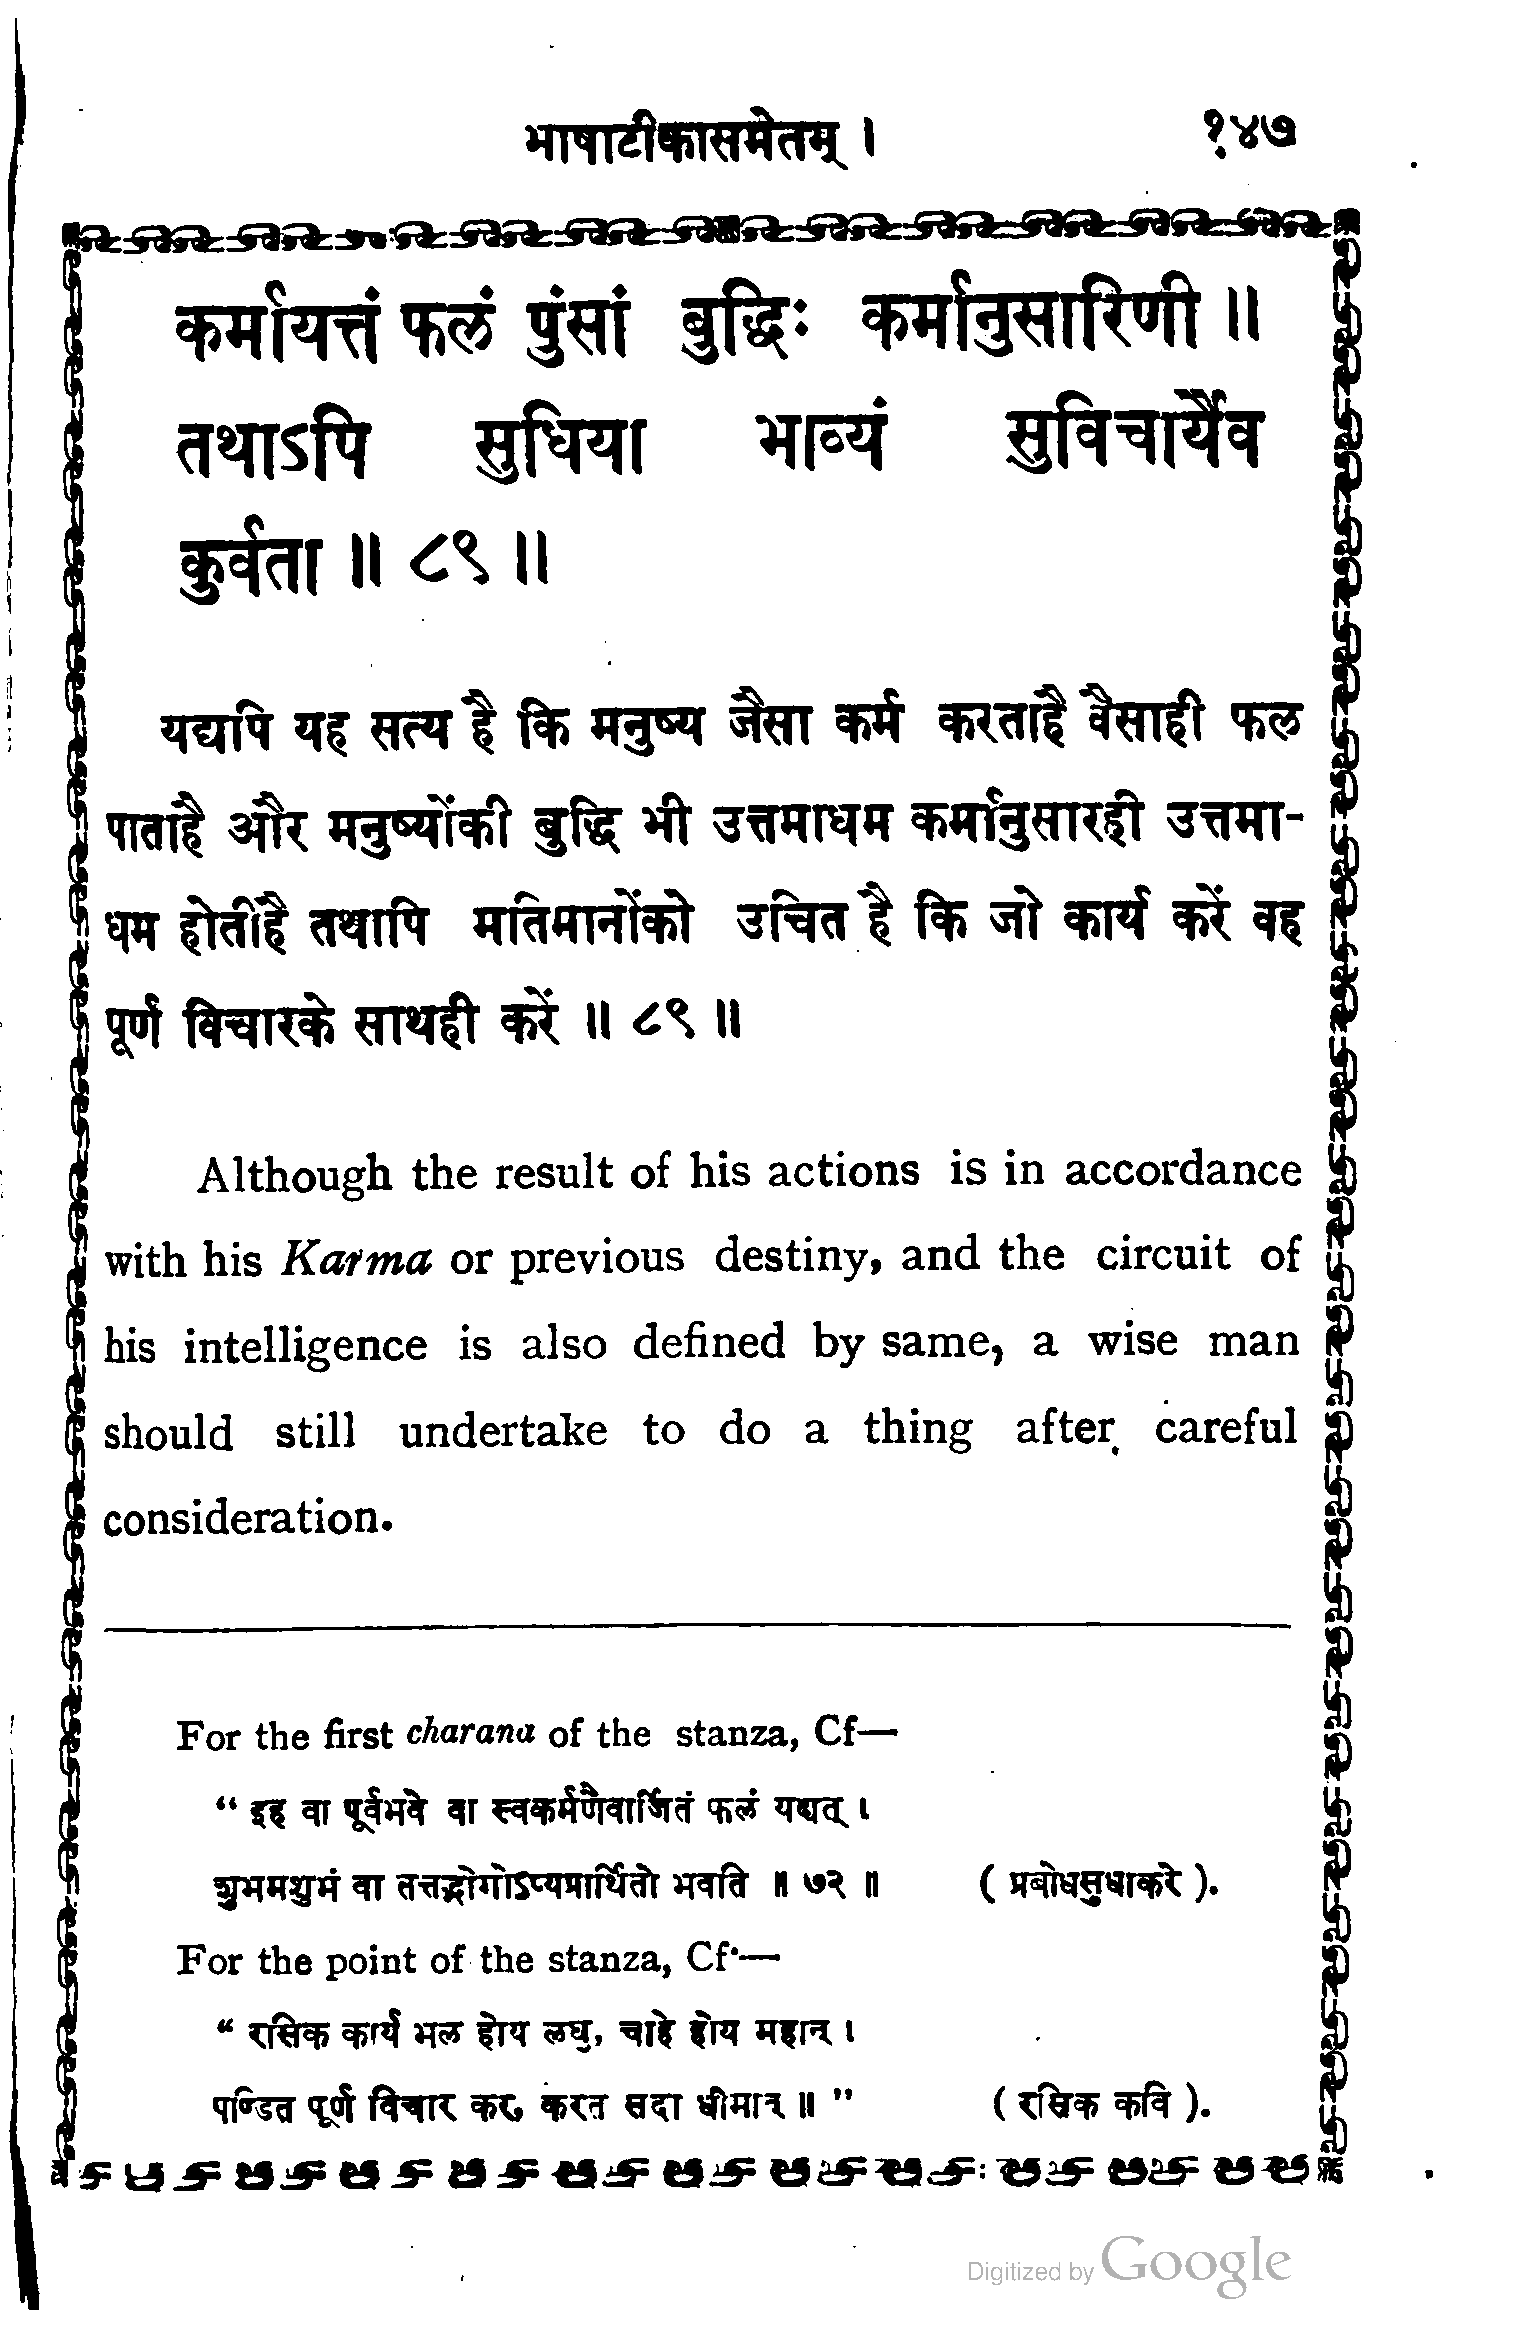 भाषाटीकासमेतम् । १४७
कर्मायत्तं फलं पुंसां बुद्धिः कर्मानुसारिणी ॥
तथाऽपि सुधिया भाव्यं सुविचार्यैव
कुर्वता ॥ ८९ ॥
यद्यपि यह सत्य है कि मनुष्य जैसा कर्म करताहै वैसाही फल
पाताहै और मनुष्योंकी बुद्धि भी उत्तमाधम कर्मानुसारही उत्तमा-
धम होतीहै तथापि मतिमानोंको उचित है कि जो कार्य करें वह
पूर्ण विचारके साथही करें ॥ ८९ ॥
Although the result of his actions is in accordance
with his Karma or previous destiny, and the circuit of
his intelligence is also defined by same, a wise man
should still undertake to do a thing after careful
consideration.
For the first charana of the stanza, Cf—
“ इह वा पूर्वभवे वा स्वकर्मणैवार्जितं फलं यद्यत् ।
शुभमशुभं वा तत्तद्भोगोऽप्यप्रार्थितो भवति ॥ ७२ ॥ ( प्रबोधसुधाकरे ).
For the point of the stanza, Cf·—
“ रसिक कार्य भल होय लघु, चाहे होय महान् ।
पण्डित पूर्ण विचार कर करत सदा धीमान् ॥ ” ( रसिक कवि ).
Digitized by Google